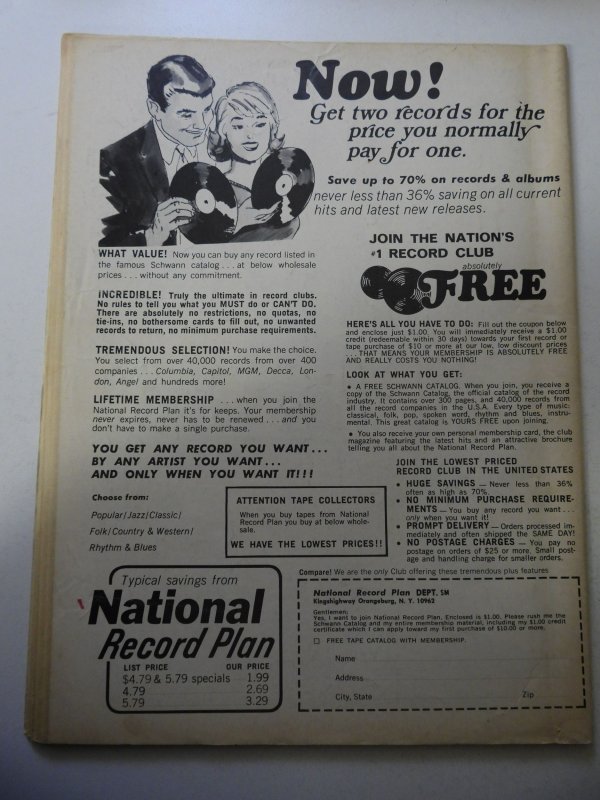 Now!
Get two records for the
price you normally
pay for one.
Save up to 70% on records & albums
never less than 36% saving on all current
hits and latest new releases.
WHAT VALUE! Now you can buy any record listed in
the famous Schwann catalog ... at below wholesale
prices ... without any commitment.
INCREDIBLE! Truly the ultimate in record clubs.
No rules to tell you what you MUST do or CAN'T DO.
There are absolutely no restrictions, no quotas, no
tie-ins, no bothersome cards to fill out, no unwanted
records to return, no minimum purchase requirements.
TREMENDOUS SELECTION! You make the choice.
You select from over 40,000 records from over 400
companies ... Columbia, Capitol, MGM, Decca, Lon-
don, Angel and hundreds more!
LIFETIME MEMBERSHIP ... when you join the
National Record Plan it's for keeps. Your membership
never expires, never has to be renewed ... and you
don't have to make a single purchase.
YOU GET ANY RECORD YOU WANT...
BY ANY ARTIST YOU WANT...
AND ONLY WHEN YOU WANT IT!!!
Choose from:
Popular/Jazz/Classic/
Folk/Country & Western/
Rhythm & Blues
ATTENTION TAPE COLLECTORS
When you buy tapes from National
Record Plan you buy at below whole-
sale.
WE HAVE THE LOWEST PRICES!!
Typical savings from
National
Record Plan
LIST PRICE OUR PRICE
$4.79 & 5.79 specials 1.99
4.79 2.69
5.79 3.29
JOIN THE NATION'S
#1 RECORD CLUB
absolutely
FREE
HERE'S ALL YOU HAVE TO DO: Fill out the coupon below
and enclose just $1.00. You will immediately receive a $1.00
credit (redeemable within 30 days) towards your first record or
tape purchase of $10 or more at our low, low discount prices
... THAT MEANS YOUR MEMBERSHIP IS ABSOLUTELY FREE
AND REALLY COSTS YOU NOTHING!
LOOK AT WHAT YOU GET:
• A FREE SCHWANN CATALOG. When you join, you receive a
copy of the Schwann Catalog, the official catalog of the record
industry. It contains over 300 pages, and 40,000 records from
all the record companies in the U.S.A. Every type of music:
classical, folk, pop, spoken word, rhythm and blues, instru-
mental. This great catalog is YOURS FREE upon joining.
• You also receive your own personal membership card, the club
magazine featuring the latest hits and an attractive brochure
telling you all about the National Record Plan.
JOIN THE LOWEST PRICED
RECORD CLUB IN THE UNITED STATES
• HUGE SAVINGS — Never less than 36%
often as high as 70%.
• NO MINIMUM PURCHASE REQUIRE-
MENTS — You buy any record you want ...
only when you want it!
• PROMPT DELIVERY — Orders processed im-
mediately and often shipped the SAME DAY!
• NO POSTAGE CHARGES — You pay no
postage on orders of $25 or more. Small post-
age and handling charge for smaller orders.
Compare! We are the only Club offering these tremendous plus features
National Record Plan DEPT. SM
Kingshighway Orangeburg, N. Y. 10962
Gentlemen:
Yes, I want to join National Record Plan. Enclosed is $1.00. Please rush me the
Schwann Catalog and my entire membership material, including my $1.00 credit
certificate which I can apply toward my first purchase of $10.00 or more.
☐ FREE TAPE CATALOG WITH MEMBERSHIP.
Name
Address
City, State Zip